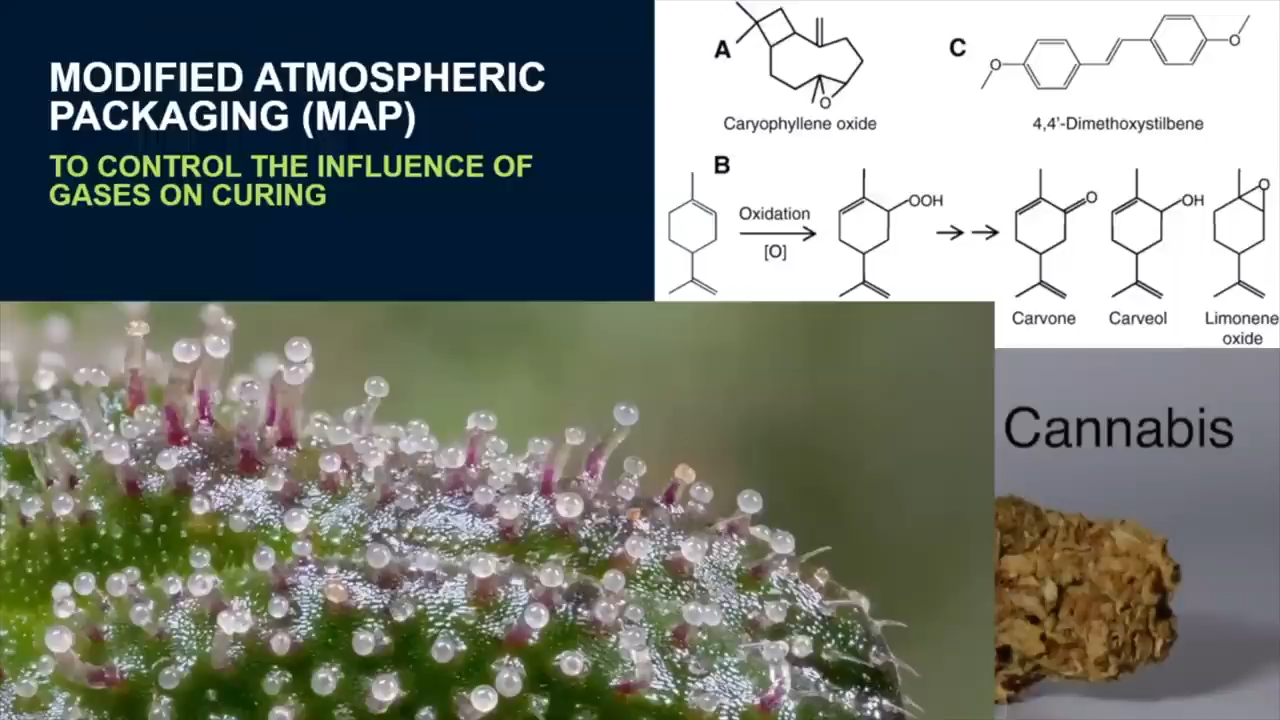 MODIFIED ATMOSPHERIC
PACKAGING (MAP)
TO CONTROL THE INFLUENCE OF
GASES ON CURING
A
O
Caryophyllene oxide
C
O
O
4,4'-Dimethoxystilbene
B
Oxidation
[O]
OOH
O
Carvone
OH
Carveol
O
Limonene
oxide
Cannabis